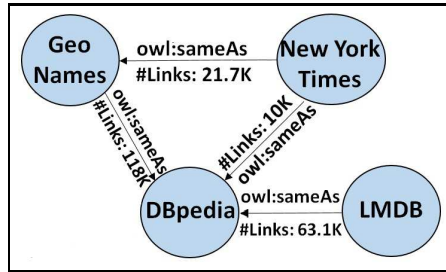 Geo
Names
owl:sameAs
#Links: 21.7K
New York
Times
owl:sameAs
#Links: 118K
#Links: 10K
owl:sameAs
DBpedia
owl:sameAs
#Links: 63.1K
LMDB